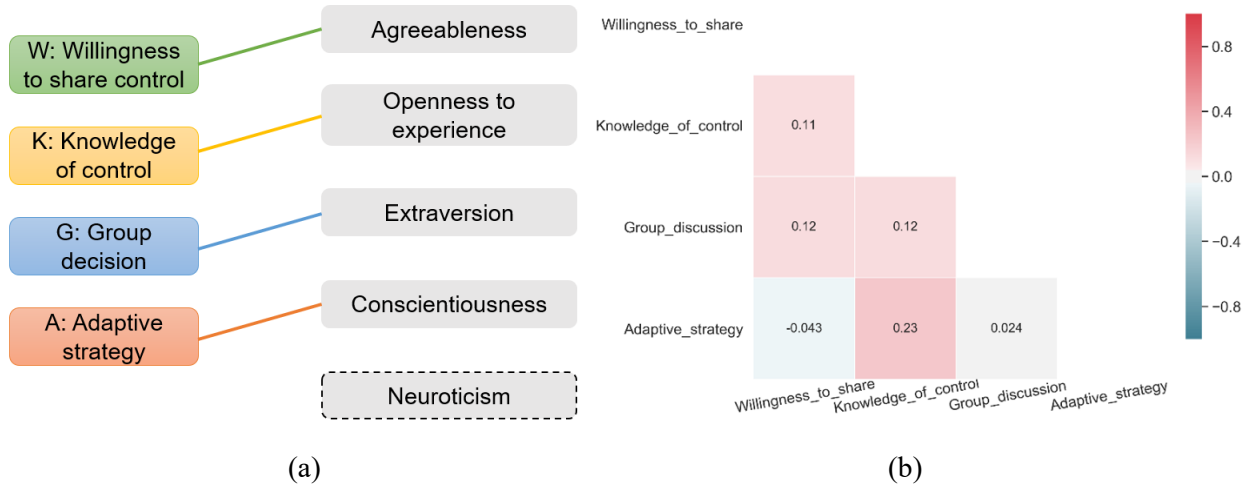 W: Willingness
to share control
K: Knowledge
of control
G: Group
decision
A: Adaptive
strategy
Agreeableness
Openness to
experience
Extraversion
Conscientiousness
Neuroticism
(a)
Willingness_to_share
Knowledge_of_control
0.11
Group_discussion
0.12
0.12
Adaptive_strategy
-0.043
0.23
0.024
Willingness_to_share
Knowledge_of_control
Group_discussion
Adaptive_strategy
0.8
0.4
0.0
−0.4
−0.8
(b)